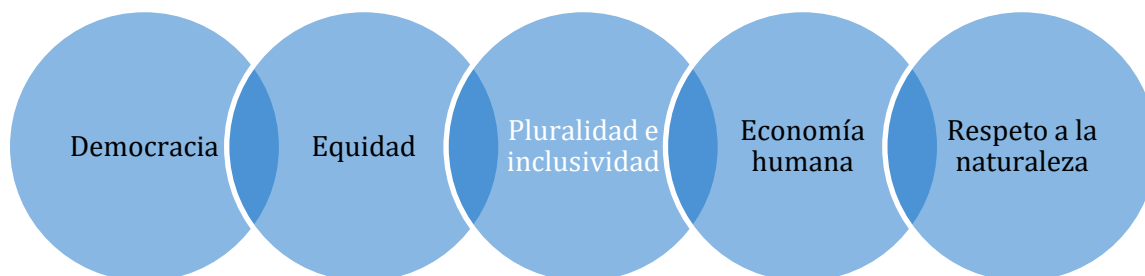 Democracia
Equidad
Pluralidad e
inclusividad
Economía
humana
Respeto a la
naturaleza